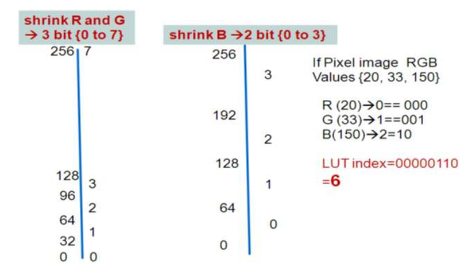 shrink R and G
→ 3 bit {0 to 7}
256 7
128 3
96
2
64
1
32
0 0
shrink B →2 bit {0 to 3}
256
3
192
2
128
1
64
0
0
If Pixel image RGB
Values {20, 33, 150}
R (20)→0== 000
G (33)→1==001
B(150)→2=10
LUT index=00000110
=6